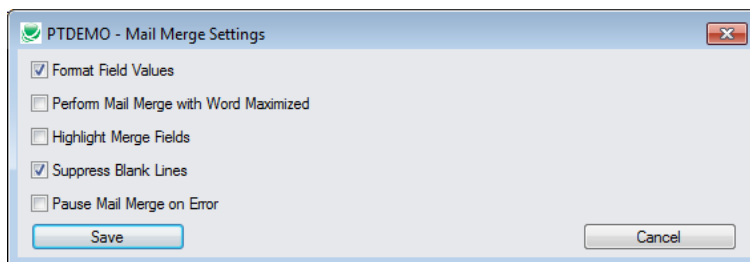 PTDEMO - Mail Merge Settings
Format Field Values
Perform Mail Merge with Word Maximized
Highlight Merge Fields
Suppress Blank Lines
Pause Mail Merge on Error
Save Cancel